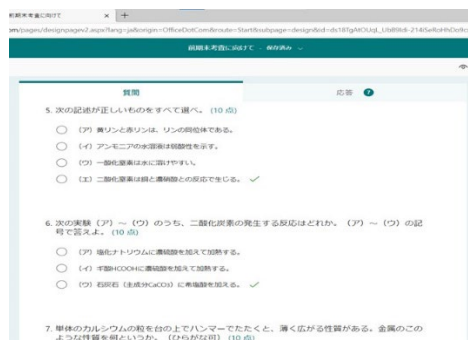 前期末考査に向けて × +
前期末考査に向けて - 保存済み
質問 応答 7
5. 次の記述が正しいものをすべて選べ。 (10 点)
(ア) 黄リンと赤リンは、リンの同位体である。
(イ) アンモニアの水溶液は弱酸性を示す。
(ウ) 一酸化窒素は水に溶けやすい。
(エ) 二酸化窒素は銅と濃硝酸との反応で生じる。
6. 次の実験 (ア) ～ (ウ) のうち、二酸化炭素の発生する反応はどれか。 (ア) ～ (ウ) の記
号で答えよ。 (10 点)
(ア) 塩化ナトリウムに濃硫酸を加えて加熱する。
(イ) ギ酸HCOOHに濃硫酸を加えて加熱する。
(ウ) 石灰石 (主成分CaCO3) に希塩酸を加える。
7. 単体のカルシウムの粒を台の上でハンマーでたたくと、薄く広がる性質がある。金属のこの
ような性質を何というか。 (ひらがな可) (10 点)